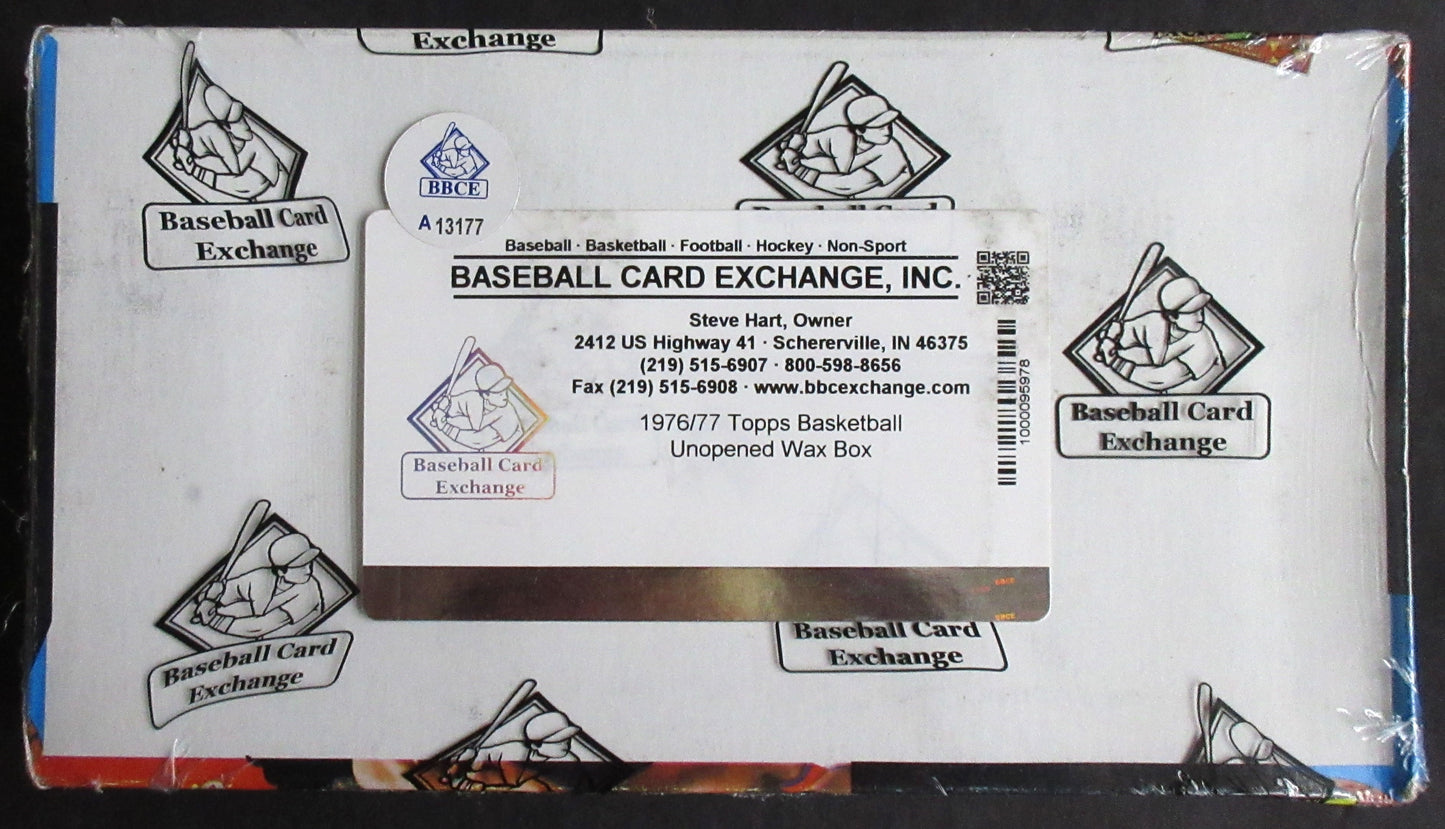 Exchange
Baseball Card
Exchange
BBCE
A13177
Baseball · Basketball · Football · Hockey · Non-Sport
BASEBALL CARD EXCHANGE, INC.
Steve Hart, Owner
2412 US Highway 41 · Schererville, IN 46375
(219) 515-6907 · 800-598-8656
Fax (219) 515-6908 · www.bbcexchange.com
1976/77 Topps Basketball
Unopened Wax Box
1000095978
Baseball Card
Exchange
Baseball Card
Exchange
BBCE
BBCE
Baseball Card
Exchange
Baseball Card
Exchange